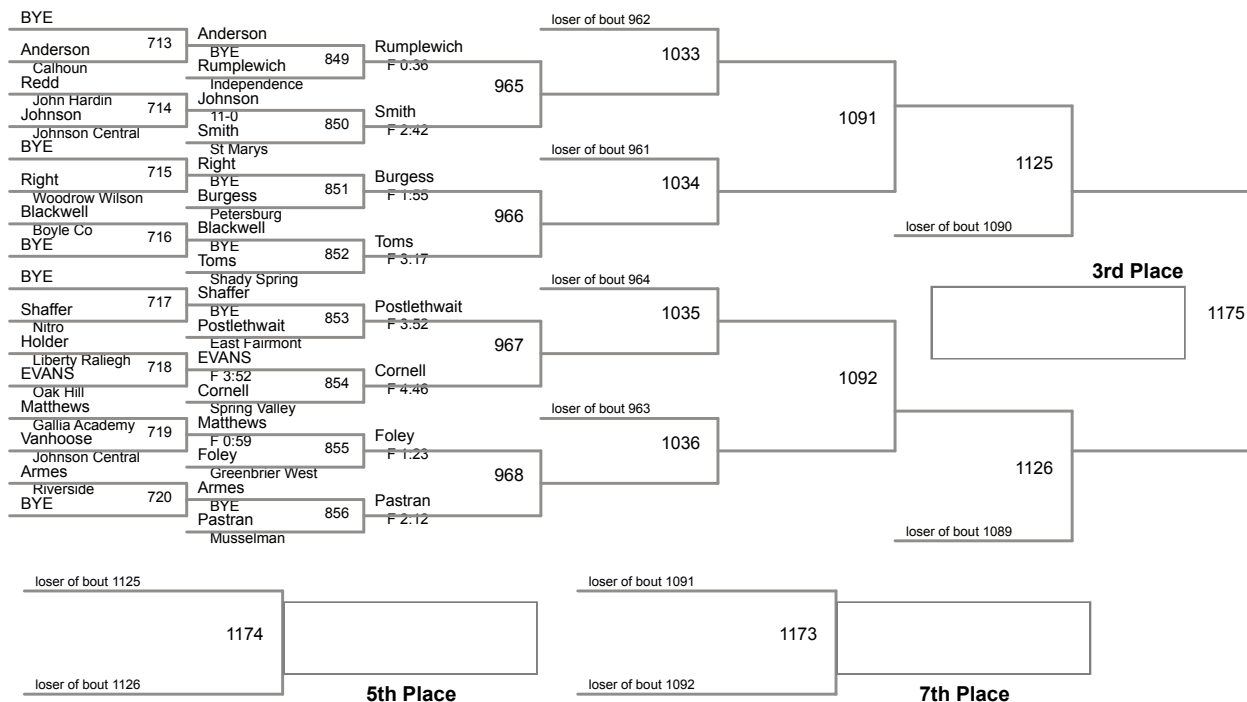 BYE
713
Anderson
Calhoun
Redd
John Hardin
714
Johnson
Johnson Central
BYE
715
Right
Woodrow Wilson
Blackwell
Boyle Co
716
BYE
BYE
717
Shaffer
Nitro
Holder
Liberty Raliegh
718
EVANS
Oak Hill
Matthews
Gallia Academy
719
Vanhoose
Johnson Central
Armes
Riverside
720
BYE
Anderson
BYE
849
Rumplewich
Independence
Johnson
11-0
850
Smith
St Marys
Right
BYE
851
Burgess
Petersburg
Blackwell
BYE
852
Toms
Shady Spring
Shaffer
BYE
853
Postlethwait
East Fairmont
EVANS
F 3:52
854
Cornell
Spring Valley
Matthews
F 0:59
855
Foley
Greenbrier West
Armes
BYE
856
Pastran
Musselman
Rumplewich
F 0:36
965
Smith
F 2:42
Burgess
F 1:55
966
Toms
F 3:17
Postlethwait
F 3:52
967
Cornell
F 4:46
Foley
F 1:23
968
Pastran
F 2:12
loser of bout 962
1033
loser of bout 961
1034
loser of bout 964
1035
loser of bout 963
1036
1091
1092
1125
loser of bout 1090
1126
loser of bout 1089
3rd Place
1175
loser of bout 1125
1174
loser of bout 1126
5th Place
loser of bout 1091
1173
loser of bout 1092
7th Place